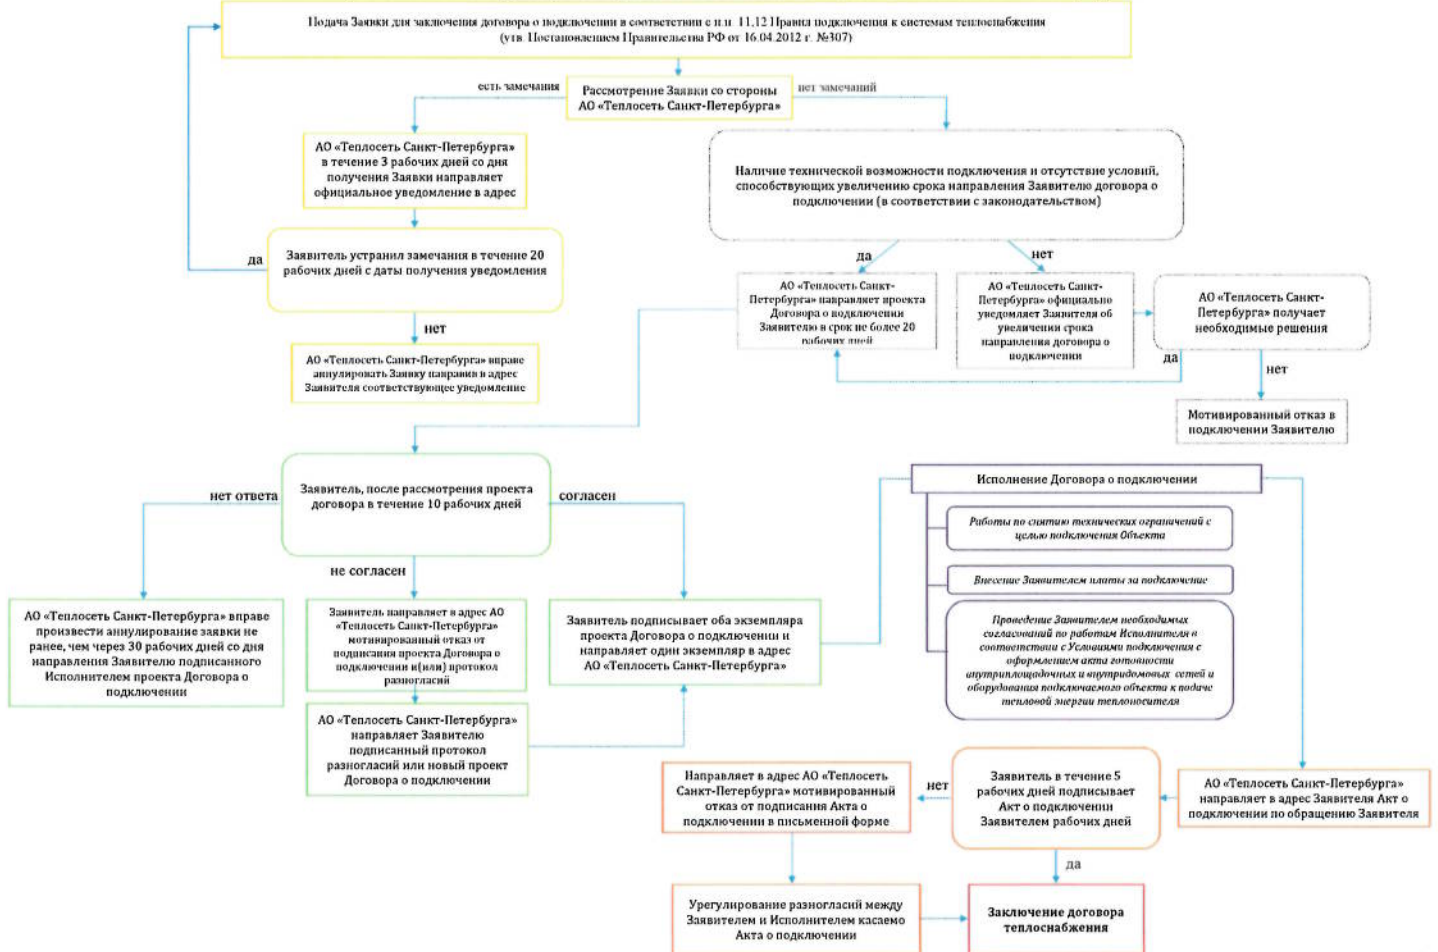 Подача Заявки для заключения договора о подключении в соответствии с п.п. 11,12 Правил подключения к системам теплоснабжения
(утв. Постановлением Правительства РФ от 16.04.2012 г. №307)
есть замечания
Рассмотрение Заявки со стороны
АО «Теплосеть Санкт-Петербурга»
нет замечаний
АО «Теплосеть Санкт-Петербурга»
в течение 3 рабочих дней со дня
получения Заявки направляет
официальное уведомление в адрес
Наличие технической возможности подключения и отсутствие условий,
способствующих увеличению срока направления Заявителю договора о
подключении (в соответствии с законодательством)
да
Заявитель устранил замечания в течение 20
рабочих дней с даты получения уведомления
да
нет
АО «Теплосеть Санкт-
Петербурга» направляет проекта
Договора о подключении
Заявителю в срок не более 20
рабочих дней
АО «Теплосеть Санкт-
Петербурга» официально
уведомляет Заявителя об
увеличении срока
направления договора о
подключении
АО «Теплосеть Санкт-
Петербурга» получает
необходимые решения
нет
АО «Теплосеть Санкт-Петербурга» вправе
аннулировать Заявку направив в адрес
Заявителя соответствующее уведомление
да
нет
Мотивированный отказ в
подключении Заявителю
нет ответа
Заявитель, после рассмотрения проекта
договора в течение 10 рабочих дней
согласен
не согласен
Исполнение Договора о подключении
Работы по снятию технических ограничений с
целью подключения Объекта
Внесение Заявителем платы за подключение
Проведение Заявителем необходимых
согласований по работам Исполнителя в
соответствии с Условиями подключения с
оформлением акта готовности
внутриплощадочных и внутридомовых сетей и
оборудования подключаемого объекта к подаче
тепловой энергии теплоносителя
АО «Теплосеть Санкт-Петербурга» вправе
произвести аннулирование заявки не
ранее, чем через 30 рабочих дней со дня
направления Заявителю подписанного
Исполнителем проекта Договора о
подключении
Заявитель направляет в адрес АО
«Теплосеть Санкт-Петербурга»
мотивированный отказ от
подписания проекта Договора о
подключении и(или) протокол
разногласий
Заявитель подписывает оба экземпляра
проекта Договора о подключении и
направляет один экземпляр в адрес
АО «Теплосеть Санкт-Петербурга»
АО «Теплосеть Санкт-Петербурга»
направляет Заявителю
подписанный протокол
разногласий или новый проект
Договора о подключении
Направляет в адрес АО «Теплосеть
Санкт-Петербурга» мотивированный
отказ от подписания Акта о
подключении в письменной форме
нет
Заявитель в течение 5
рабочих дней подписывает
Акт о подключении
Заявителем рабочих дней
АО «Теплосеть Санкт-Петербурга»
направляет в адрес Заявителя Акт о
подключении по обращению Заявителя
да
Урегулирование разногласий между
Заявителем и Исполнителем касаемо
Акта о подключении
Заключение договора
теплоснабжения